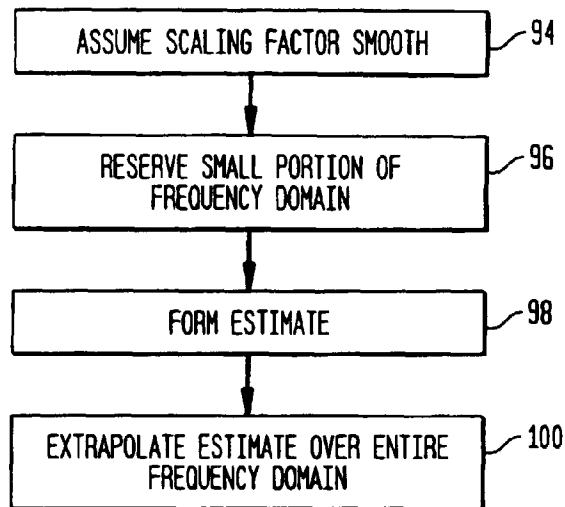 ASSUME SCALING FACTOR SMOOTH
94
RESERVE SMALL PORTION OF
FREQUENCY DOMAIN
96
FORM ESTIMATE
98
EXTRAPOLATE ESTIMATE OVER ENTIRE
FREQUENCY DOMAIN
100